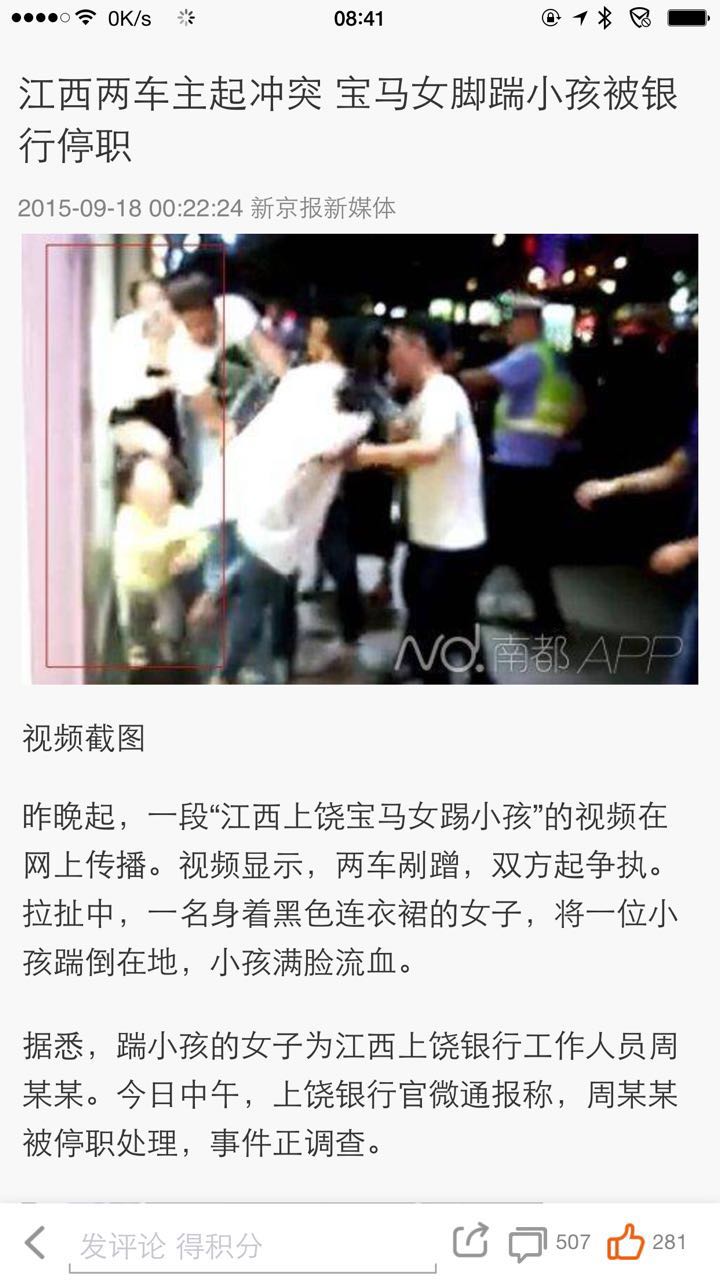 0K/s 08:41
江西两车主起冲突 宝马女脚踹小孩被银
行停职
2015-09-18 00:22:24 新京报新媒体
ND.南都APP
视频截图
昨晚起，一段“江西上饶宝马女踢小孩”的视频在
网上传播。视频显示，两车剐蹭，双方起争执。
拉扯中，一名身着黑色连衣裙的女子，将一位小
孩踹倒在地，小孩满脸流血。
据悉，踹小孩的女子为江西上饶银行工作人员周
某某。今日中午，上饶银行官微通报称，周某某
被停职处理，事件正调查。
发评论 得积分 507 281